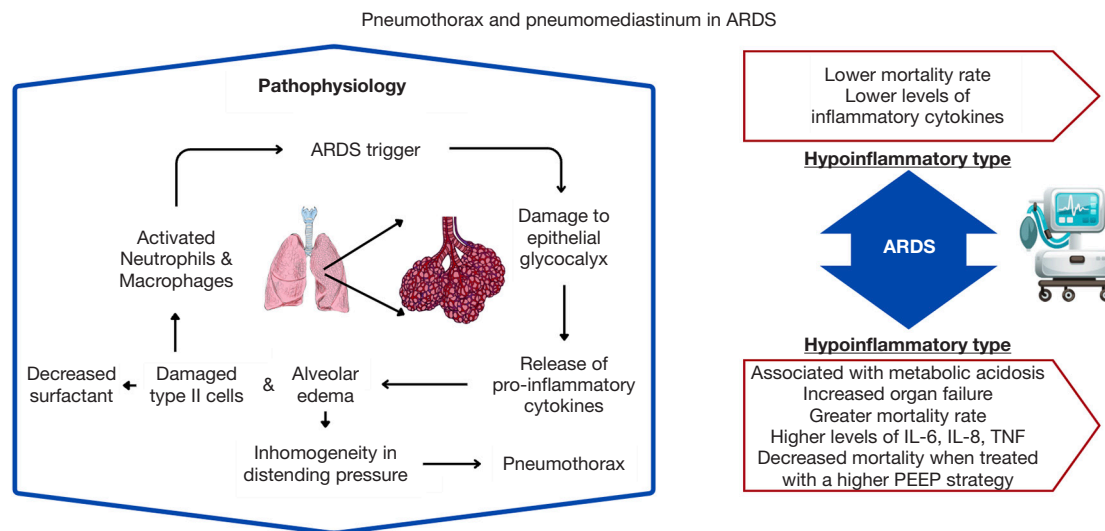 Pneumothorax and pneumomediastinum in ARDS
Pathophysiology
ARDS trigger
Damage to
epithelial
glycocalyx
Release of
pro-inflammatory
cytokines
Alveolar
edema
&
Damaged
type II cells
Decreased
surfactant
Activated
Neutrophils &
Macrophages
Inhomogeneity in
distending pressure
Pneumothorax
Lower mortality rate
Lower levels of
inflammatory cytokines
Hypoinflammatory type
ARDS
Hypoinflammatory type
Associated with metabolic acidosis
Increased organ failure
Greater mortality rate
Higher levels of IL-6, IL-8, TNF
Decreased mortality when treated
with a higher PEEP strategy